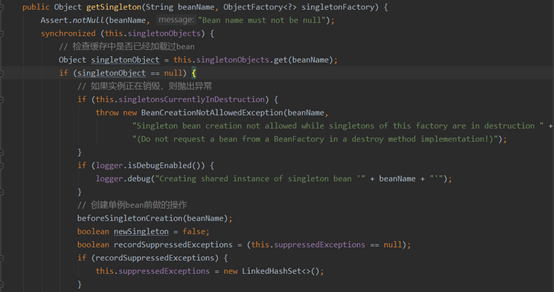 public Object getSingleton(String beanName, ObjectFactory<?> singletonFactory) {
Assert.notNull(beanName, message: "Bean name must not be null");
synchronized (this.singletonObjects) {
// 检查缓存中是否已经加载过bean
Object singletonObject = this.singletonObjects.get(beanName);
if (singletonObject == null) {
// 如果实例正在销毁、则抛出异常
if (this.singletonsCurrentlyInDestruction) {
throw new BeanCreationNotAllowedException(beanName,
"Singleton bean creation not allowed while singletons of this factory are in destruction " +
"(Do not request a bean from a BeanFactory in a destroy method implementation!)");
}
if (logger.isDebugEnabled()) {
logger.debug("Creating shared instance of singleton bean '" + beanName + "'");
}
// 创建单例bean前做的操作
beforeSingletonCreation(beanName);
boolean newSingleton = false;
boolean recordSuppressedExceptions = (this.suppressedExceptions == null);
if (recordSuppressedExceptions) {
this.suppressedExceptions = new LinkedHashSet<>();
}